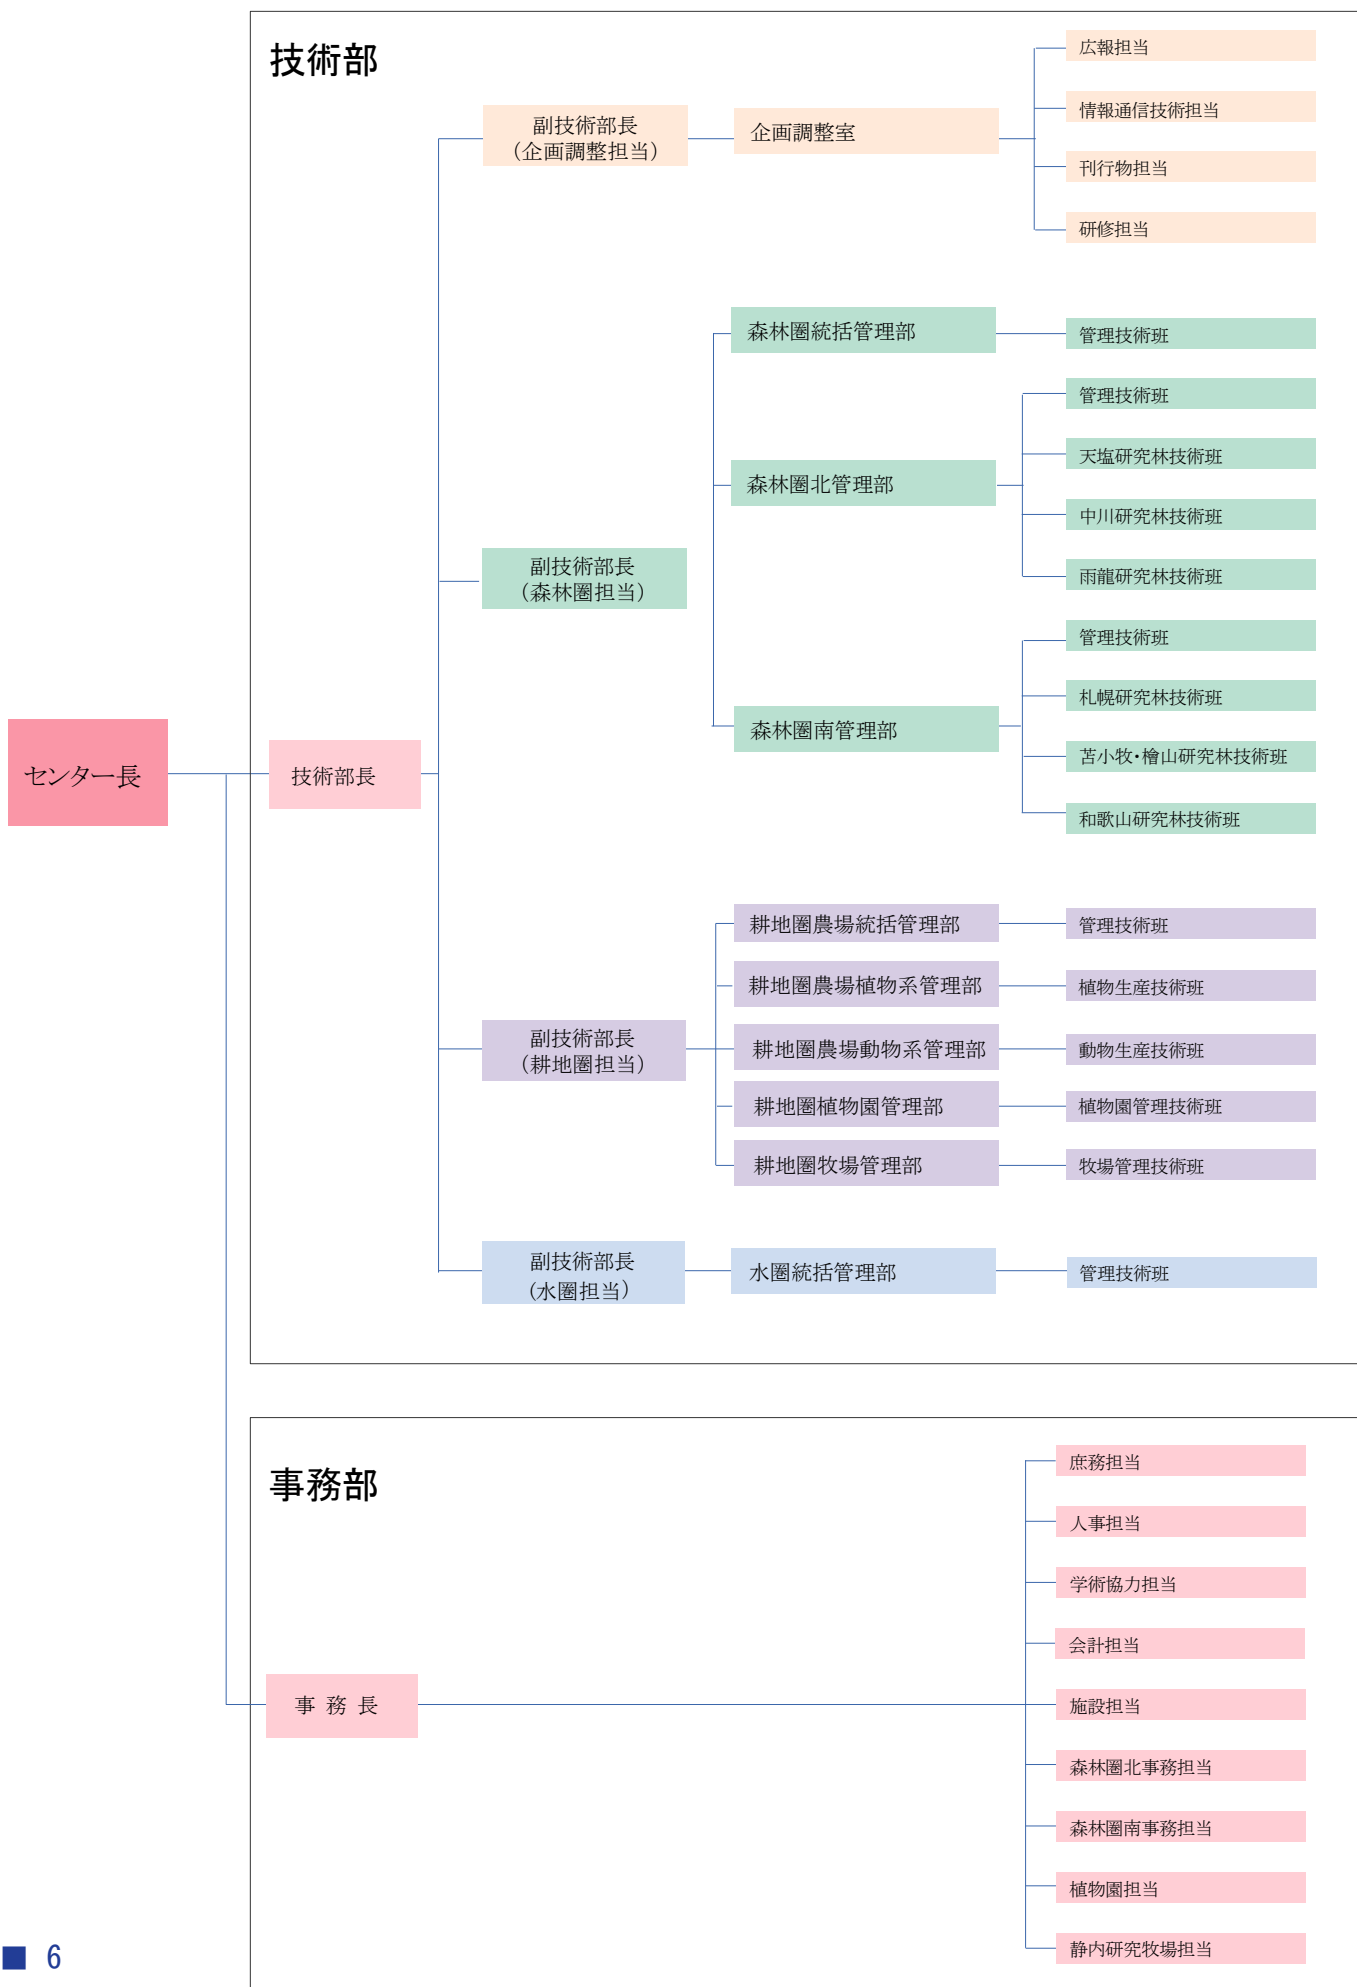 技術部
広報担当
情報通信技術担当
副技術部長
（企画調整担当）
企画調整室
刊行物担当
研修担当
森林圏統括管理部
管理技術班
管理技術班
天塩研究林技術班
森林圏北管理部
中川研究林技術班
副技術部長
（森林圏担当）
雨龍研究林技術班
管理技術班
札幌研究林技術班
森林圏南管理部
苫小牧・檜山研究林技術班
センター長
技術部長
和歌山研究林技術班
耕地圏農場統括管理部
管理技術班
耕地圏農場植物系管理部
植物生産技術班
副技術部長
（耕地圏担当）
耕地圏農場動物系管理部
動物生産技術班
耕地圏植物園管理部
植物園管理技術班
耕地圏牧場管理部
牧場管理技術班
副技術部長
（水圏担当）
水圏統括管理部
管理技術班
事務部
庶務担当
人事担当
学術協力担当
会計担当
事 務 長
施設担当
森林圏北事務担当
森林圏南事務担当
植物園担当
静内研究牧場担当
■ 6